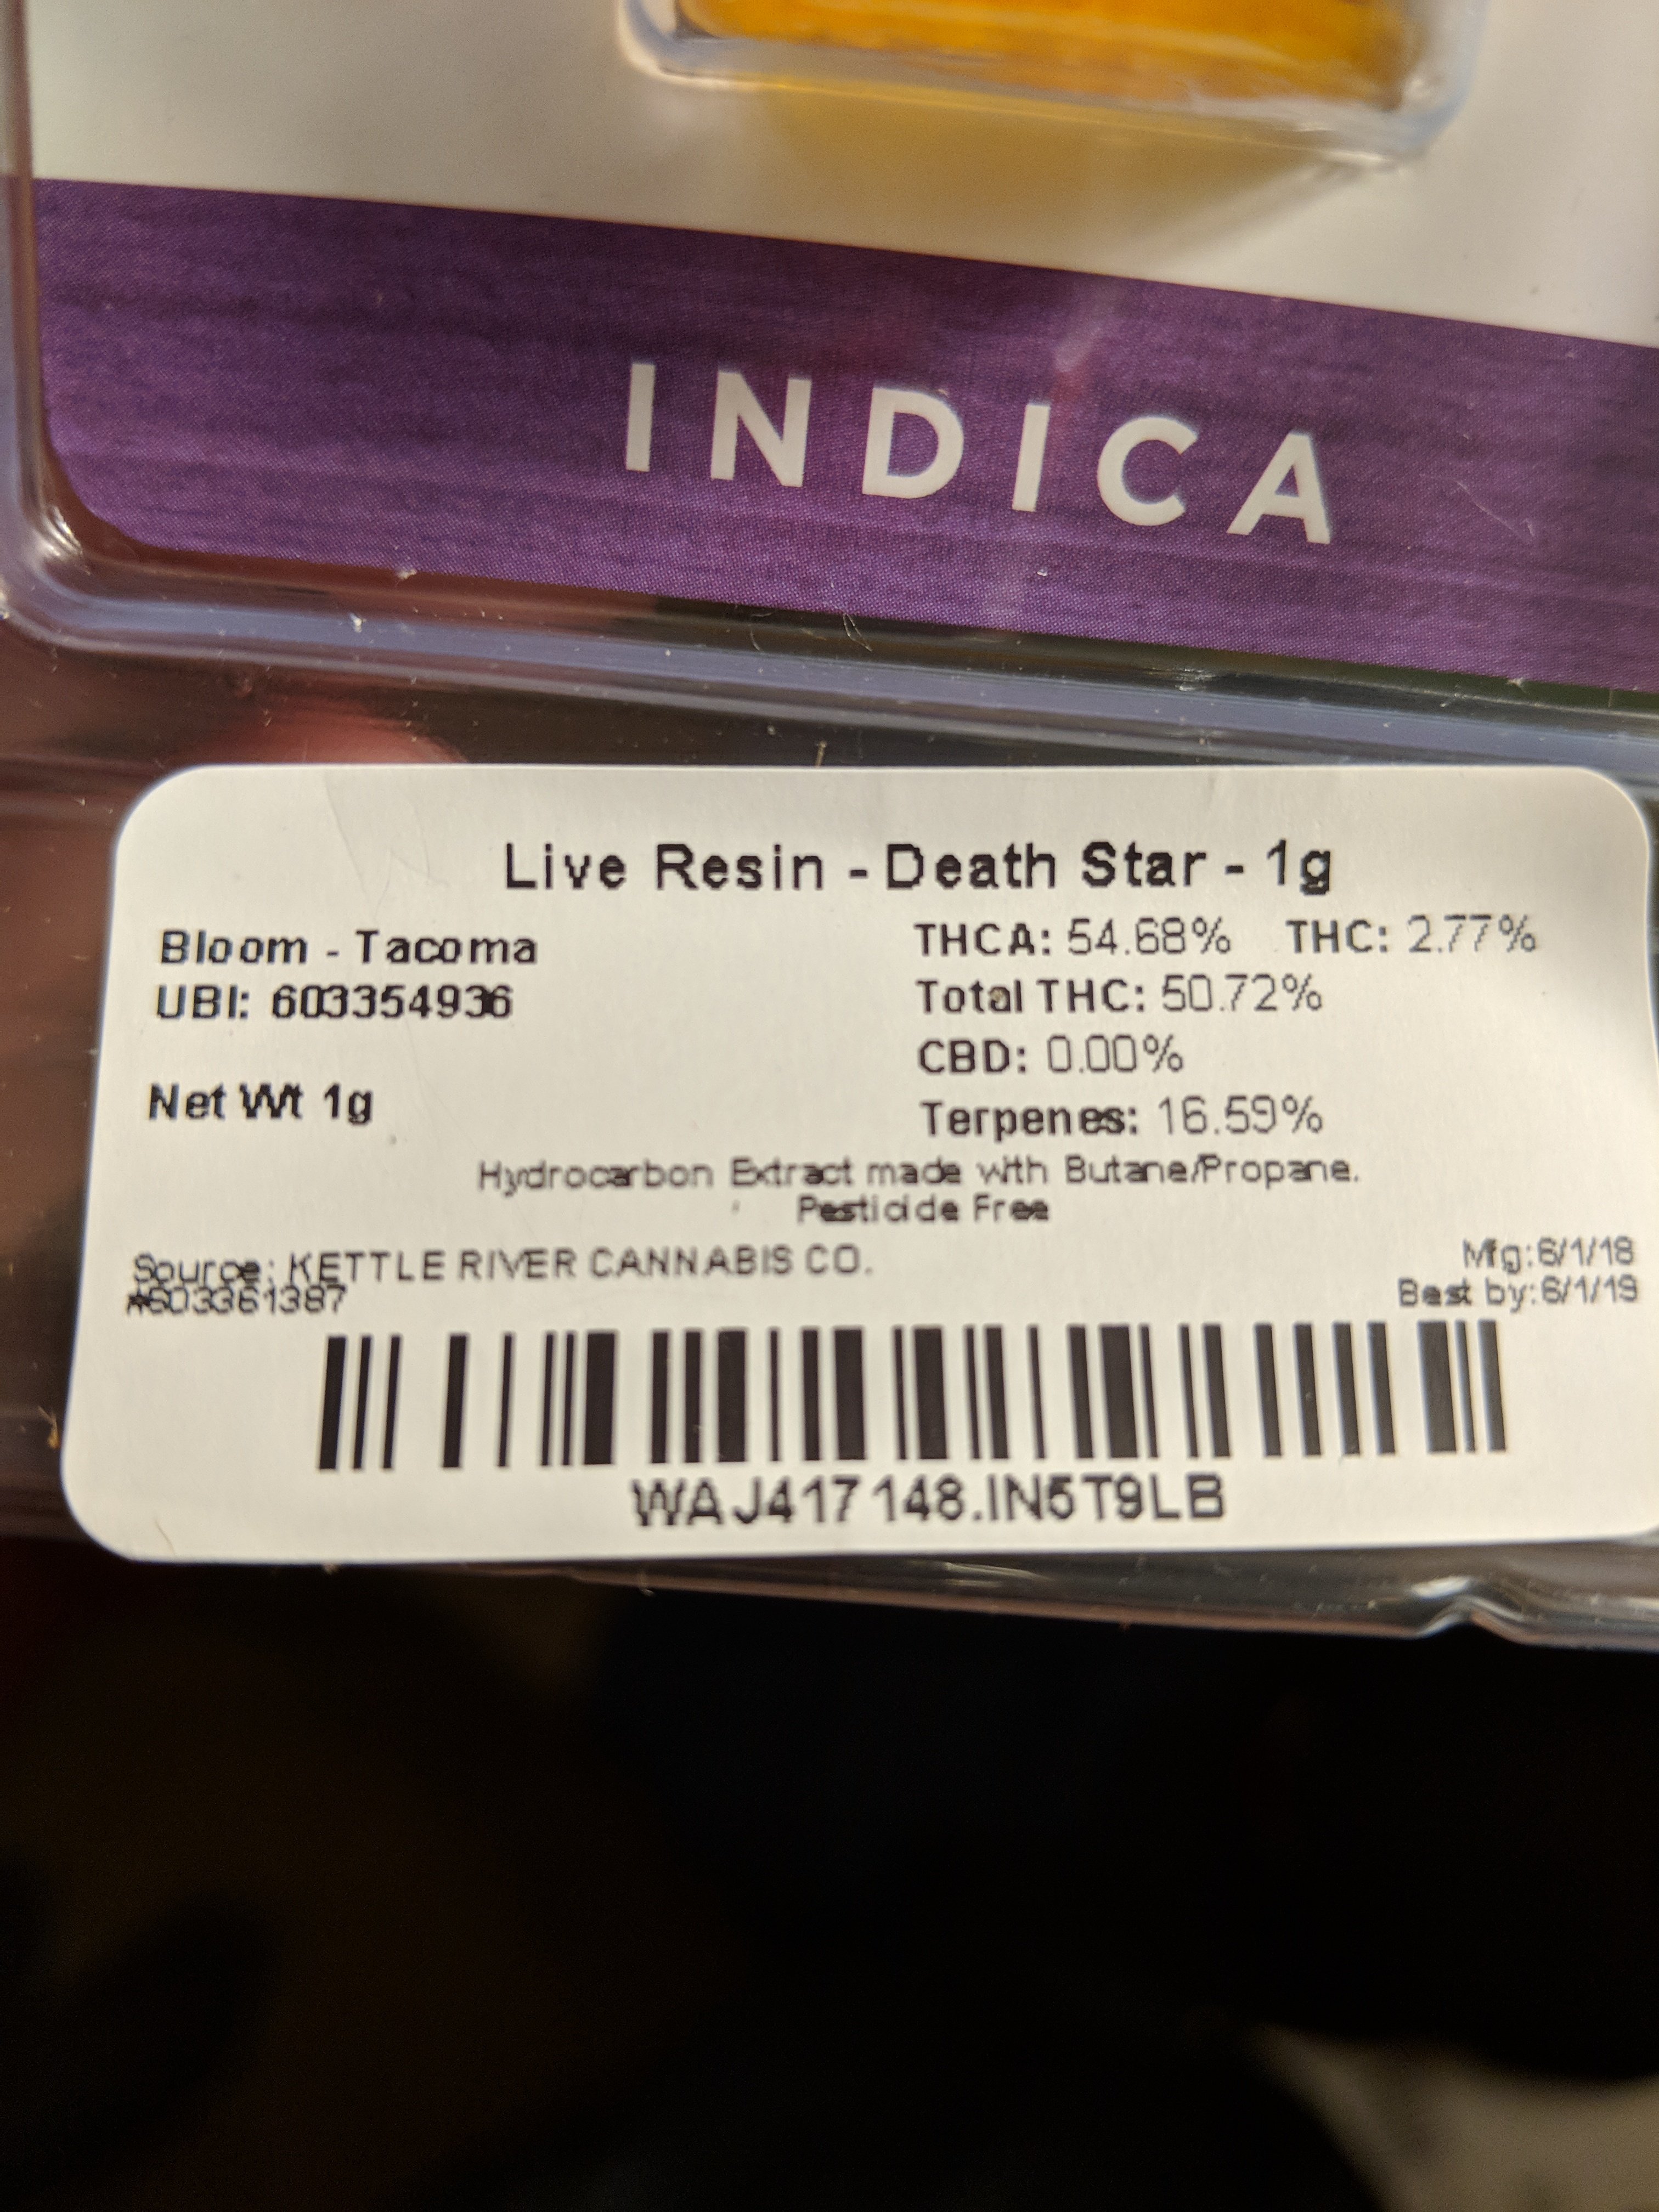 INDICA
Live Resin - Death Star - 1g
Bloom - Tacoma
UBI: 603354936
Net Wt 1g
THCA: 54.68% THC: 2.77%
Total THC: 50.72%
CBD: 0.00%
Terpenes: 16.59%
Hydrocarbon Extract made with Butane/Propane.
Pesticide Free
Source: KETTLE RIVER CANNABIS CO.
#603361387
Mfg:6/1/18
Best by:6/1/19
WAJ417148.IN5T9LB